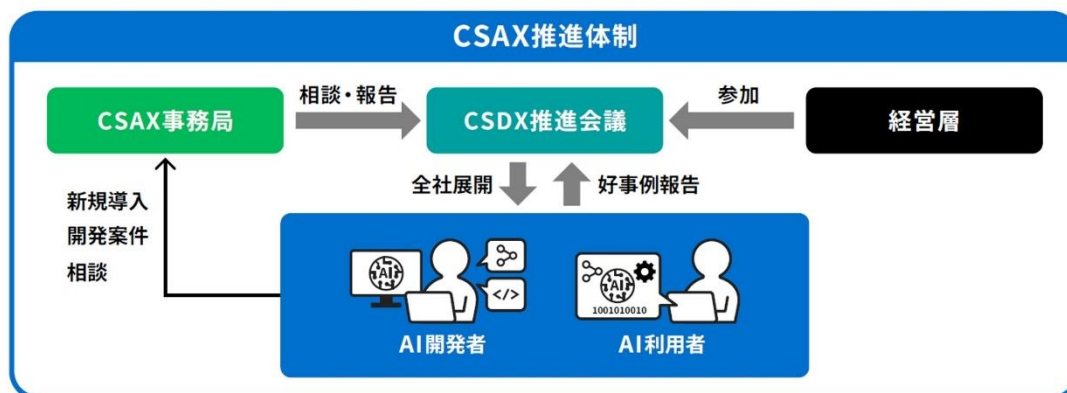 CSAX推進体制
CSAX事務局
相談・報告
CSDX推進会議
参加
経営層
全社展開
好事例報告
新規導入
開発案件
相談
AI
</>
AI
1001010010
AI開発者
AI利用者